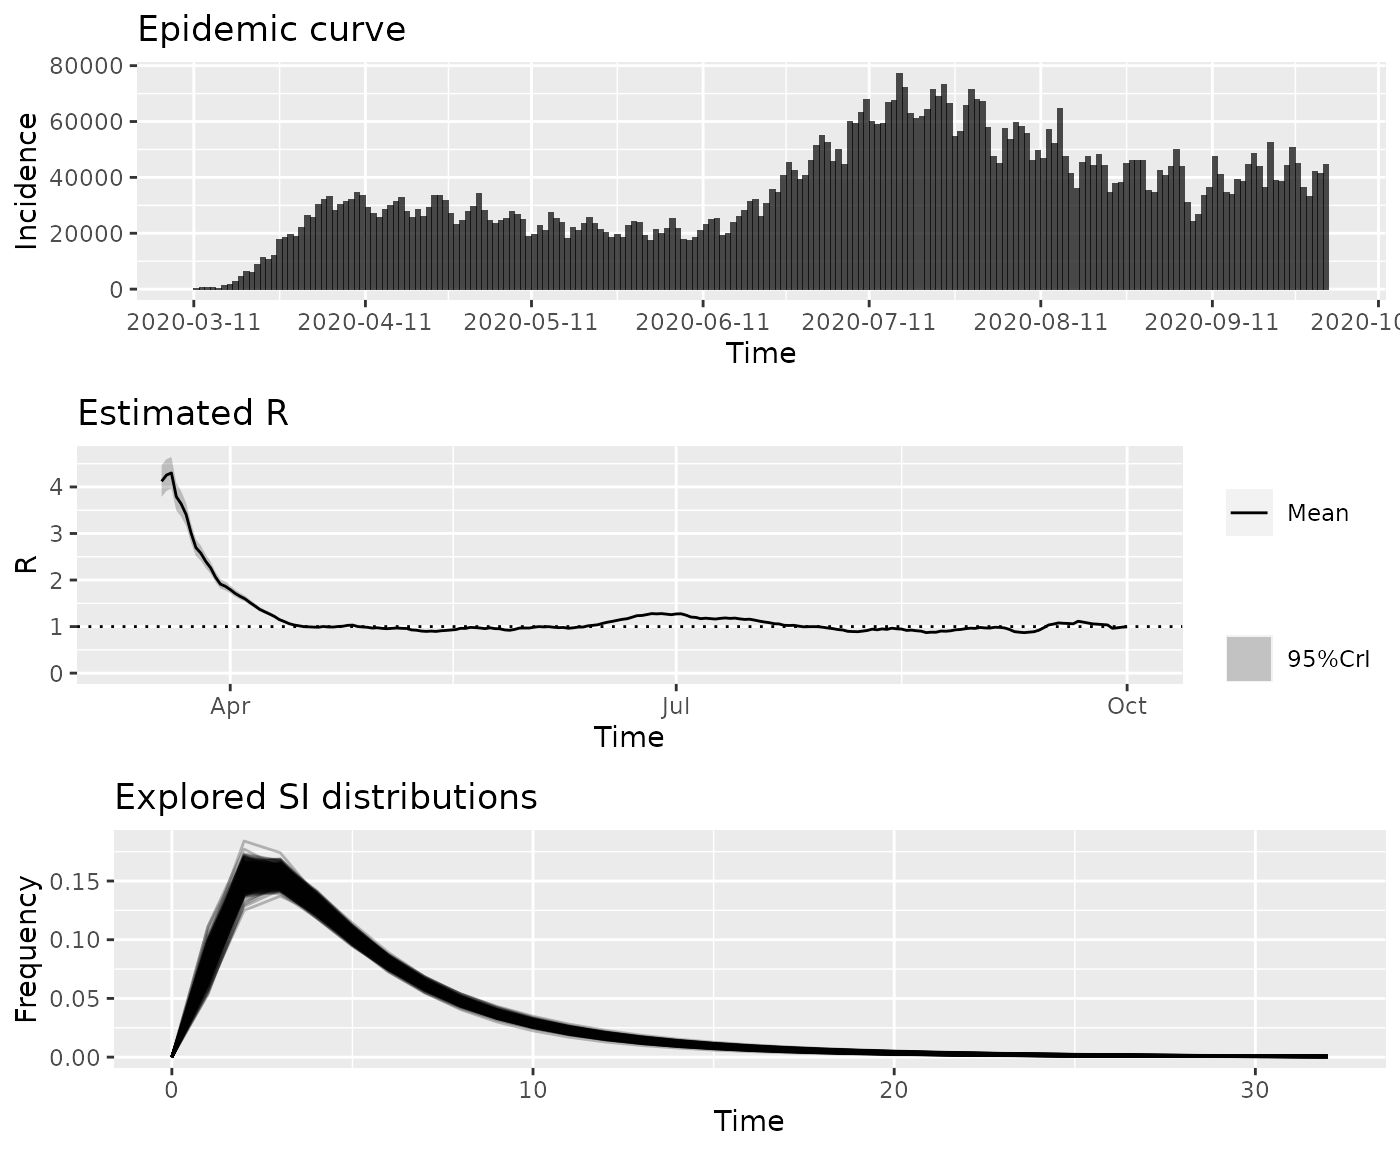 Epidemic curve
80000
60000
40000
20000
0
Incidence
2020-03-11 2020-04-11 2020-05-11 2020-06-11 2020-07-11 2020-08-11 2020-09-11 2020-10
Time
Estimated R
4
3
2
1
0
R
Apr Jul Oct
Time
Mean
95%CrI
Explored SI distributions
0.15
0.10
0.05
0.00
Frequency
0 10 20 30
Time